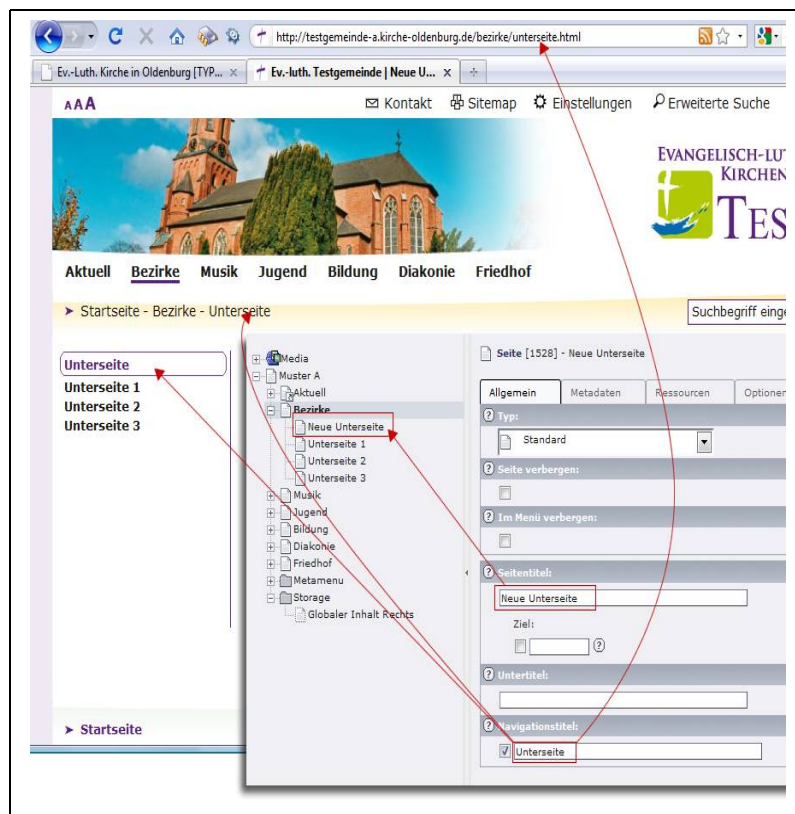 http://testgemeinde-a.kirche-oldenburg.de/bezirke/unterseite.html
Ev.-Luth. Kirche in Oldenburg [TYP... x
Ev.-luth. Testgemeinde | Neue U... x
A A A
Kontakt Sitemap Einstellungen Erweiterte Suche
EVANGELISCH-LUT
KIRCHEN
TES
Aktuell Bezirke Musik Jugend Bildung Diakonie Friedhof
Startseite - Bezirke - Unterseite
Suchbegriff einge
Unterseite
Unterseite 1
Unterseite 2
Unterseite 3
Startseite
Media
Muster A
Aktuell
Bezirke
Neue Unterseite
Unterseite 1
Unterseite 2
Unterseite 3
Musik
Jugend
Bildung
Diakonie
Friedhof
Metamenu
Storage
Globaler Inhalt Rechts
Seite [1528] - Neue Unterseite
Allgemein Metadaten Ressourcen Optionen
Typ:
Standard
Seite verbergen:
Im Menü verbergen:
Seitentitel:
Neue Unterseite
Ziel:
Untertitel:
Navigationstitel:
Unterseite